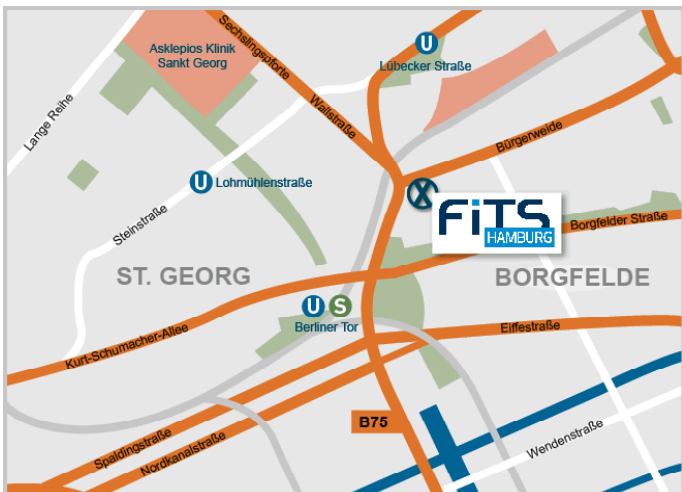 Sechslingspforte
Asklepios Klinik
Sankt Georg
U
Lübecker Straße
Lange Reihe
Wallstraße
Bürgerweide
U Lohmühlenstraße
FiTS
HAMBURG
Steinstraße
Borgfelder Straße
ST. GEORG
BORGFELDE
U S
Berliner Tor
Eiffestraße
Kurt-Schumacher-Allee
B75
Spaldingstraße
Nordkanalstraße
Wendenstraße